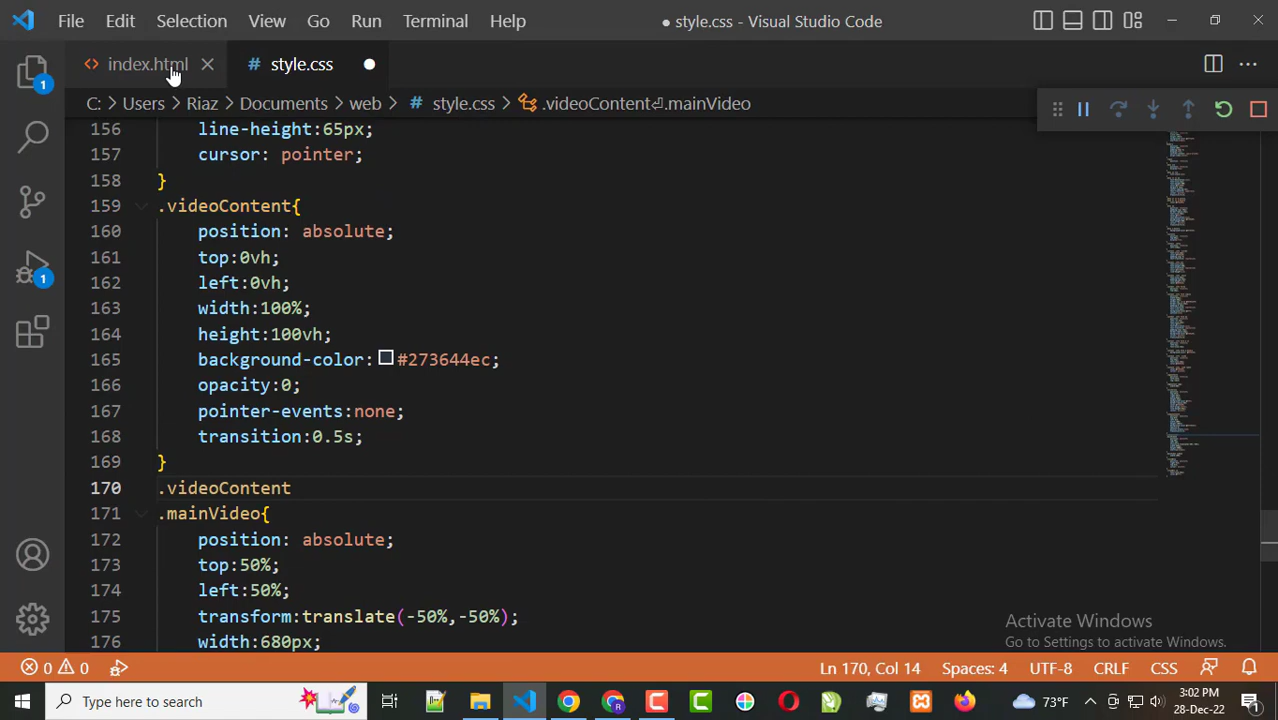 File Edit Selection View Go Run Terminal Help ● style.css - Visual Studio Code
<> index.html × # style.css ●
C: > Users > Riaz > Documents > web > # style.css > .videoContent⏎.mainVideo
156 line-height:65px;
157 cursor: pointer;
158 }
159 .videoContent{
160 position: absolute;
161 top:0vh;
162 left:0vh;
163 width:100%;
164 height:100vh;
165 background-color: #273644ec;
166 opacity:0;
167 pointer-events:none;
168 transition:0.5s;
169 }
170 .videoContent
171 .mainVideo{
172 position: absolute;
173 top:50%;
174 left:50%;
175 transform:translate(-50%,-50%);
176 width:680px;
1
1
Activate Windows
Go to Settings to activate Windows.
0 0 Ln 170, Col 14 Spaces: 4 UTF-8 CRLF CSS
Type here to search 73°F 3:02 PM
28-Dec-22 1